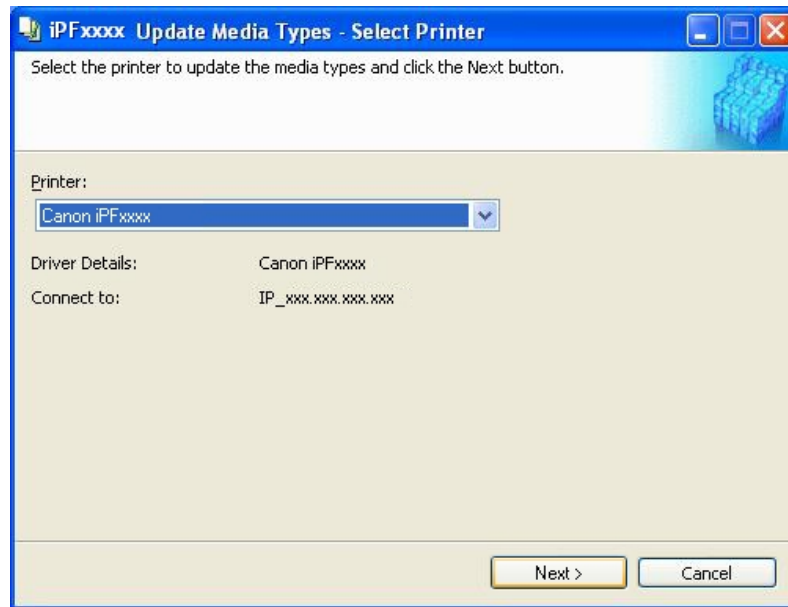 iPFxxxx Update Media Types - Select Printer
Select the printer to update the media types and click the Next button.
Printer:
Canon iPFxxxx
Driver Details: Canon iPFxxxx
Connect to: IP_xxx.xxx.xxx.xxx
Next > Cancel